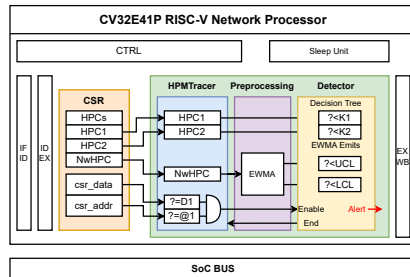 CV32E41P RISC-V Network Processor
CTRL
Sleep Unit
IF
ID
ID
EX
CSR
HPCs
HPC1
HPC2
NwHPC
csr_data
csr_addr
HPMTracer
HPC1
HPC2
NwHPC
?=D1
?=@1
Preprocessing
EWMA
Detector
Decision Tree
?<K1
?<K2
EWMA Emits
?<UCL
?<LCL
Enable
Alert
End
EX
WB
SoC BUS